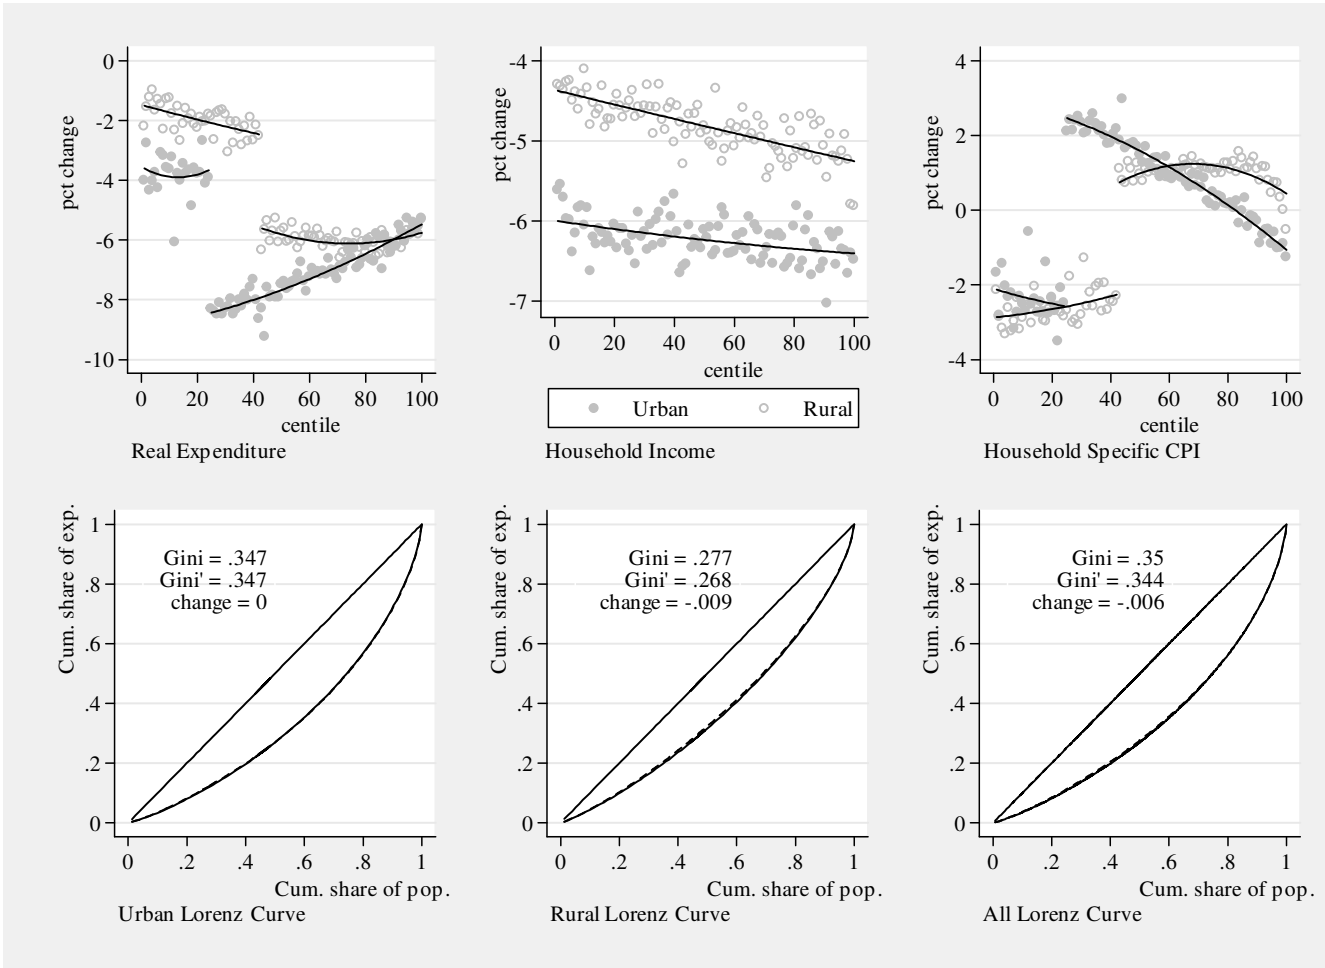 0
-2
-4
-6
-8
-10
pct change
0 20 40 60 80 100
centile
Real Expenditure
-4
-5
-6
-7
pct change
0 20 40 60 80 100
centile
Urban Rural
Household Income
4
2
0
-2
-4
pct change
0 20 40 60 80 100
centile
Household Specific CPI
1
.8
.6
.4
.2
0
Cum. share of exp.
Gini = .347
Gini' = .347
change = 0
0 .2 .4 .6 .8 1
Cum. share of pop.
Urban Lorenz Curve
1
.8
.6
.4
.2
0
Cum. share of exp.
Gini = .277
Gini' = .268
change = -.009
0 .2 .4 .6 .8 1
Cum. share of pop.
Rural Lorenz Curve
1
.8
.6
.4
.2
0
Cum. share of exp.
Gini = .35
Gini' = .344
change = -.006
0 .2 .4 .6 .8 1
Cum. share of pop.
All Lorenz Curve